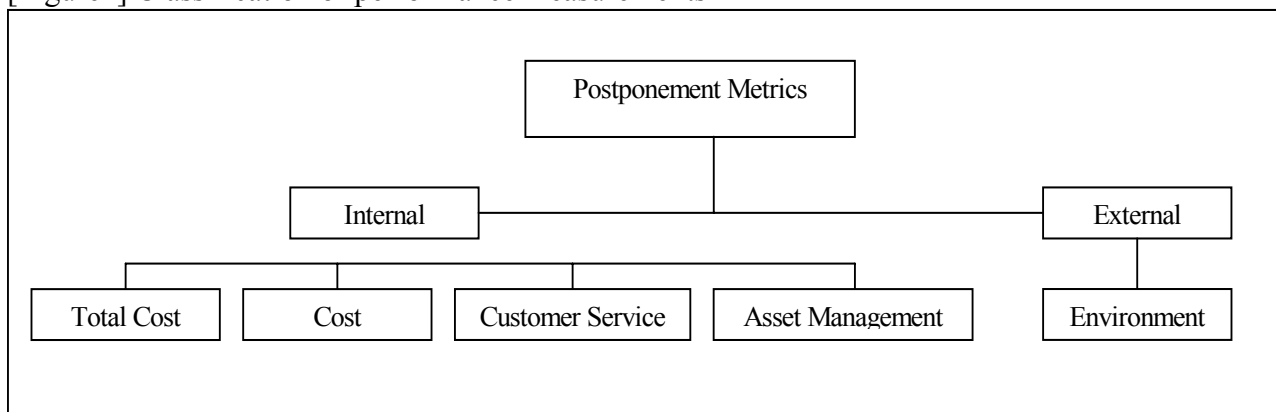 Postponement Metrics
Internal
External
Total Cost
Cost
Customer Service
Asset Management
Environment